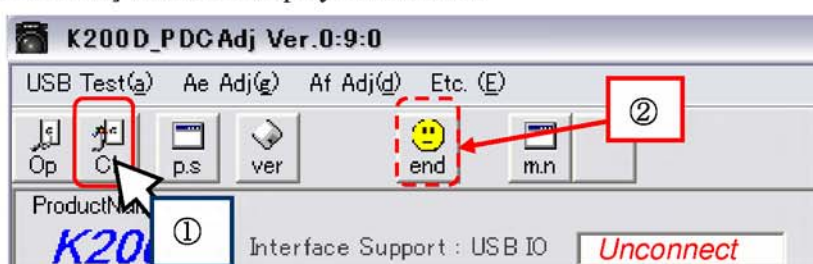 K200D_PDCAdj Ver.0:9:0
USB Test(a) Ae Adj(g) Af Adj(d) Etc. (E)
②
Op p.s ver end m.n
①
Interface Support : USB IO Unconnect